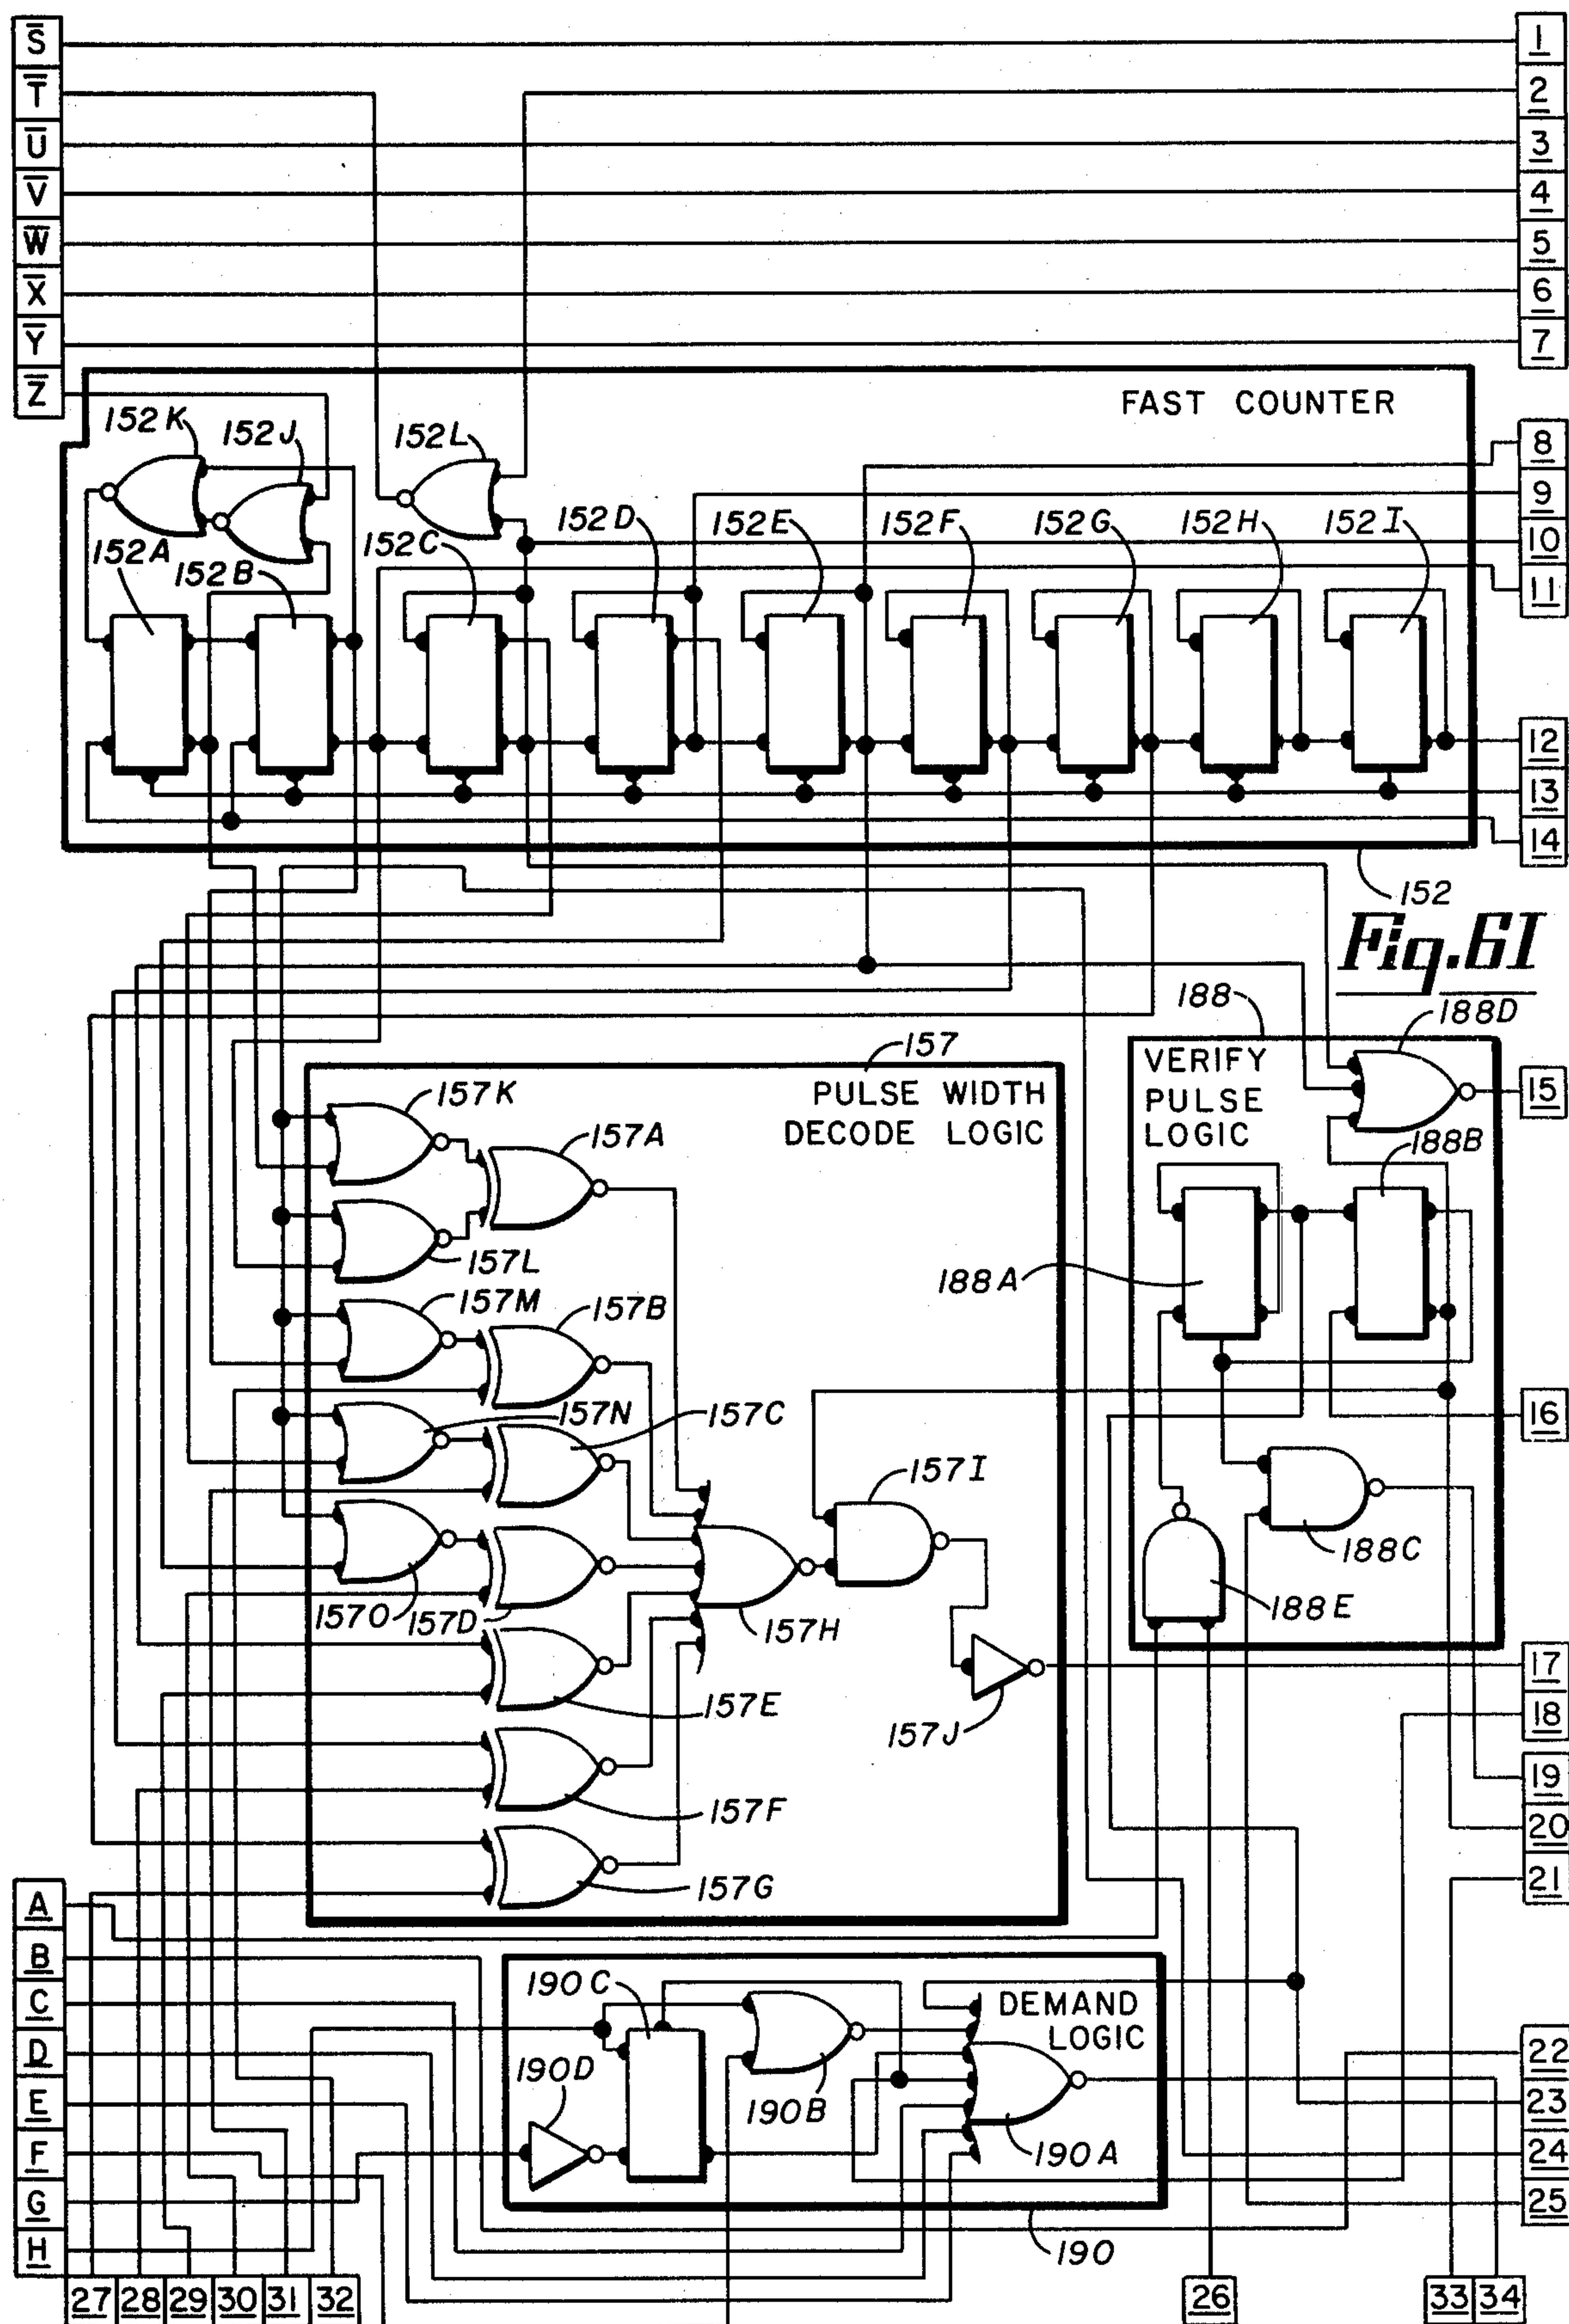 S̅ 1
T̅ 2
U̅ 3
V̅ 4
W̅ 5
X̅ 6
Y̅ 7
Z̅
FAST COUNTER
152K 152J 152L 8
9
152A 152B 152C 152D 152E 152F 152G 152H 152I 10
11
12
13
14
152
Fig. 6I
188 188D
157
VERIFY
PULSE
LOGIC
15
PULSE WIDTH
DECODE LOGIC
157K 157A
188B
157L
188A
157M 157B
157N 157C
16
157I
188C
157O 157D 157H
188E
17
157E
157J
18
157F
19
20
157G
21
A
B
C
D
E
F
G
H
190C
DEMAND
LOGIC
190D
190B
190A
22
23
24
25
190
27 28 29 30 31 32 26 33 34